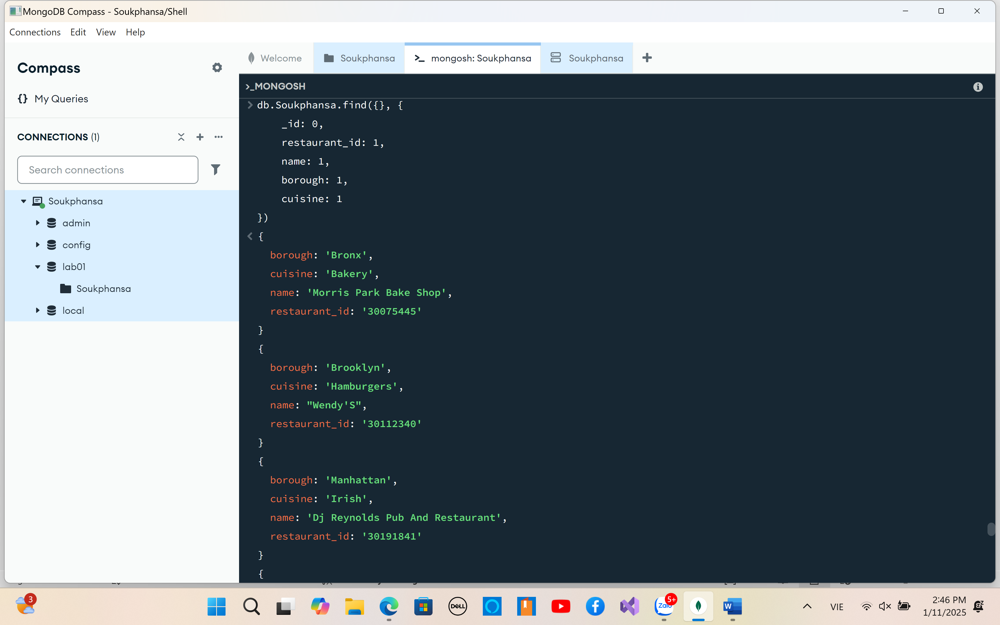 MongoDB Compass - Soukphansa/Shell
Connections Edit View Help
Compass
{} My Queries
CONNECTIONS (1)
Search connections
Soukphansa
admin
config
lab01
Soukphansa
local
Welcome
Soukphansa
>_ mongosh: Soukphansa
Soukphansa
>_MONGOSH
> db.Soukphansa.find({}, {
_id: 0,
restaurant_id: 1,
name: 1,
borough: 1,
cuisine: 1
})
< {
borough: 'Bronx',
cuisine: 'Bakery',
name: 'Morris Park Bake Shop',
restaurant_id: '30075445'
}
{
borough: 'Brooklyn',
cuisine: 'Hamburgers',
name: "Wendy'S",
restaurant_id: '30112340'
}
{
borough: 'Manhattan',
cuisine: 'Irish',
name: 'Dj Reynolds Pub And Restaurant',
restaurant_id: '30191841'
}
{
3
DELL
Zalo
5+
W
VIE
2:46 PM
1/11/2025